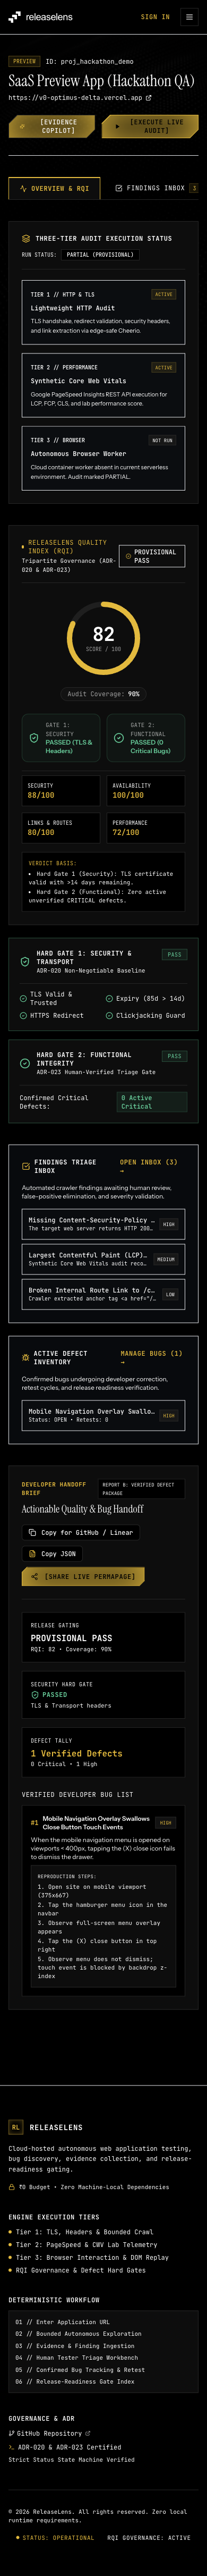 releaselens
SIGN IN
PREVIEW
ID: proj_hackathon_demo
SaaS Preview App (Hackathon QA)
https://v0-optimus-delta.vercel.app
[EVIDENCE
COPILOT]
[EXECUTE LIVE
AUDIT]
OVERVIEW & RQI
FINDINGS INBOX
3
THREE-TIER AUDIT EXECUTION STATUS
RUN STATUS:
PARTIAL (PROVISIONAL)
TIER 1 // HTTP & TLS
ACTIVE
Lightweight HTTP Audit
TLS handshake, redirect validation, security headers,
and link extraction via edge-safe Cheerio.
TIER 2 // PERFORMANCE
ACTIVE
Synthetic Core Web Vitals
Google PageSpeed Insights REST API execution for
LCP, FCP, CLS, and lab performance score.
TIER 3 // BROWSER
NOT RUN
Autonomous Browser Worker
Cloud container worker absent in current serverless
environment. Audit marked PARTIAL.
RELEASELENS QUALITY
INDEX (RQI)
Tripartite Governance (ADR-
020 & ADR-023)
PROVISIONAL
PASS
82
SCORE / 100
Audit Coverage: 90%
GATE 1:
SECURITY
PASSED (TLS &
Headers)
GATE 2:
FUNCTIONAL
PASSED (0
Critical Bugs)
SECURITY
88/100
AVAILABILITY
100/100
LINKS & ROUTES
80/100
PERFORMANCE
72/100
VERDICT BASIS:
• Hard Gate 1 (Security): TLS certificate
valid with >14 days remaining.
• Hard Gate 2 (Functional): Zero active
unverified CRITICAL defects.
HARD GATE 1: SECURITY &
TRANSPORT
PASS
ADR-020 Non-Negotiable Baseline
TLS Valid &
Trusted
Expiry (85d > 14d)
HTTPS Redirect
Clickjacking Guard
HARD GATE 2: FUNCTIONAL
INTEGRITY
PASS
ADR-023 Human-Verified Triage Gate
Confirmed Critical
Defects:
0 Active
Critical
FINDINGS TRIAGE
INBOX
OPEN INBOX (3)
→
Automated crawler findings awaiting human review,
false-positive elimination, and severity validation.
Missing Content-Security-Policy …
The target web server returns HTTP 200…
HIGH
Largest Contentful Paint (LCP)…
Synthetic Core Web Vitals audit reco…
MEDIUM
Broken Internal Route Link to /c…
Crawler extracted anchor tag <a href="/…
LOW
ACTIVE DEFECT
INVENTORY
MANAGE BUGS (1)
→
Confirmed bugs undergoing developer correction,
retest cycles, and release readiness verification.
Mobile Navigation Overlay Swallo…
Status: OPEN • Retests: 0
HIGH
DEVELOPER HANDOFF
BRIEF
REPORT B: VERIFIED DEFECT
PACKAGE
Actionable Quality & Bug Handoff
Copy for GitHub / Linear
Copy JSON
[SHARE LIVE PERMAPAGE]
RELEASE GATING
PROVISIONAL PASS
RQI: 82 • Coverage: 90%
SECURITY HARD GATE
PASSED
TLS & Transport headers
DEFECT TALLY
1 Verified Defects
0 Critical • 1 High
VERIFIED DEVELOPER BUG LIST
#1
Mobile Navigation Overlay Swallows
Close Button Touch Events
HIGH
When the mobile navigation menu is opened on
viewports < 400px, tapping the (X) close icon fails
to dismiss the drawer.
REPRODUCTION STEPS:
1. Open site on mobile viewport
(375x667)
2. Tap the hamburger menu icon in the
navbar
3. Observe full-screen menu overlay
appears
4. Tap the (X) close button in top
right
5. Observe menu does not dismiss;
touch event is blocked by backdrop z-
index
RL
RELEASELENS
Cloud-hosted autonomous web application testing,
bug discovery, evidence collection, and release-
readiness gating.
₹0 Budget • Zero Machine-Local Dependencies
ENGINE EXECUTION TIERS
Tier 1: TLS, Headers & Bounded Crawl
Tier 2: PageSpeed & CWV Lab Telemetry
Tier 3: Browser Interaction & DOM Replay
RQI Governance & Defect Hard Gates
DETERMINISTIC WORKFLOW
01 // Enter Application URL
02 // Bounded Autonomous Exploration
03 // Evidence & Finding Ingestion
04 // Human Tester Triage Workbench
05 // Confirmed Bug Tracking & Retest
06 // Release-Readiness Gate Index
GOVERNANCE & ADR
GitHub Repository
ADR-020 & ADR-023 Certified
Strict Status State Machine Verified
© 2026 ReleaseLens. All rights reserved. Zero local
runtime requirements.
STATUS: OPERATIONAL
RQI GOVERNANCE: ACTIVE